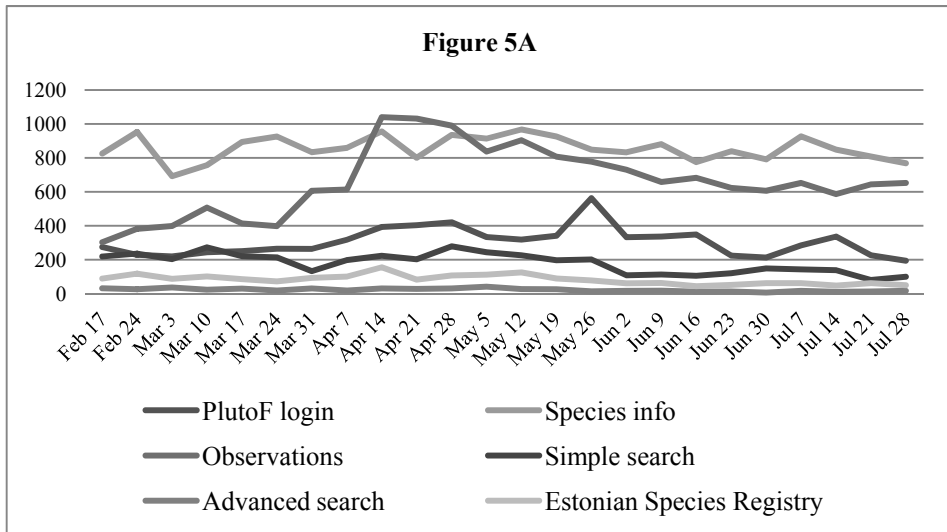 Figure 5A
1200
1000
800
600
400
200
0
Feb 17 Feb 24 Mar 3 Mar 10 Mar 17 Mar 24 Mar 31 Apr 7 Apr 14 Apr 21 Apr 28 May 5 May 12 May 19 May 26 Jun 2 Jun 9 Jun 16 Jun 23 Jun 30 Jul 7 Jul 14 Jul 21 Jul 28
PlutoF login Species info
Observations Simple search
Advanced search Estonian Species Registry